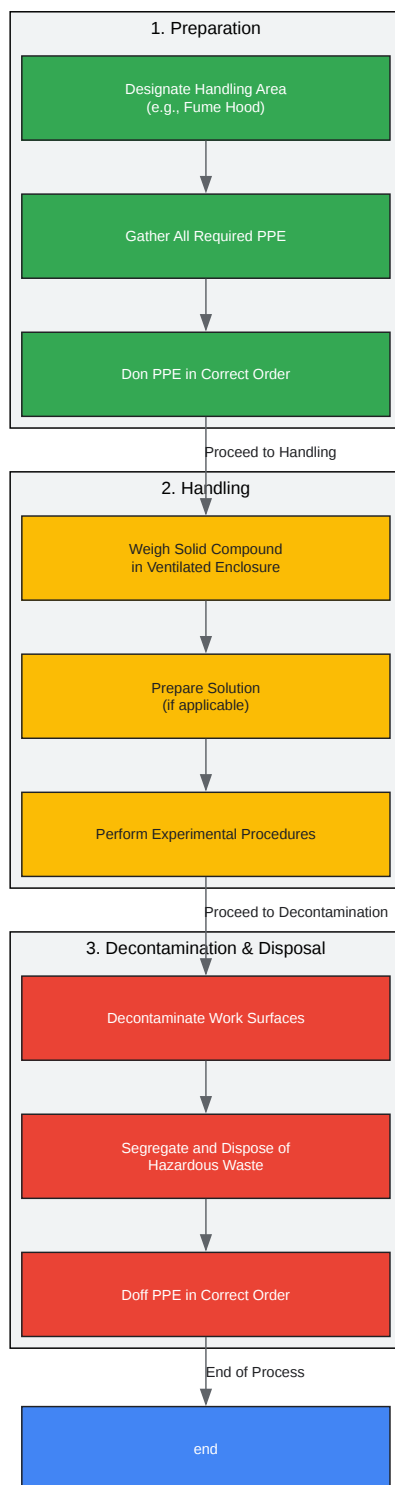 1. Preparation
Designate Handling Area
(e.g., Fume Hood)
Gather All Required PPE
Don PPE in Correct Order
Proceed to Handling
2. Handling
Weigh Solid Compound
in Ventilated Enclosure
Prepare Solution
(if applicable)
Perform Experimental Procedures
Proceed to Decontamination
3. Decontamination & Disposal
Decontaminate Work Surfaces
Segregate and Dispose of
Hazardous Waste
Doff PPE in Correct Order
End of Process
end